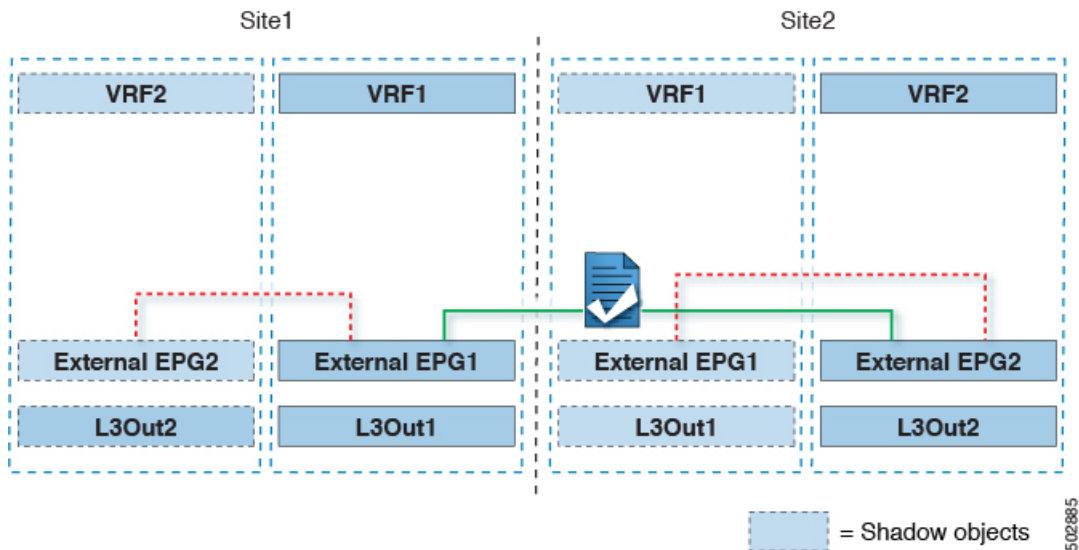 Site1
Site2
VRF2
VRF1
VRF1
VRF2
External EPG2
External EPG1
External EPG1
External EPG2
L3Out2
L3Out1
L3Out1
L3Out2
= Shadow objects
502885